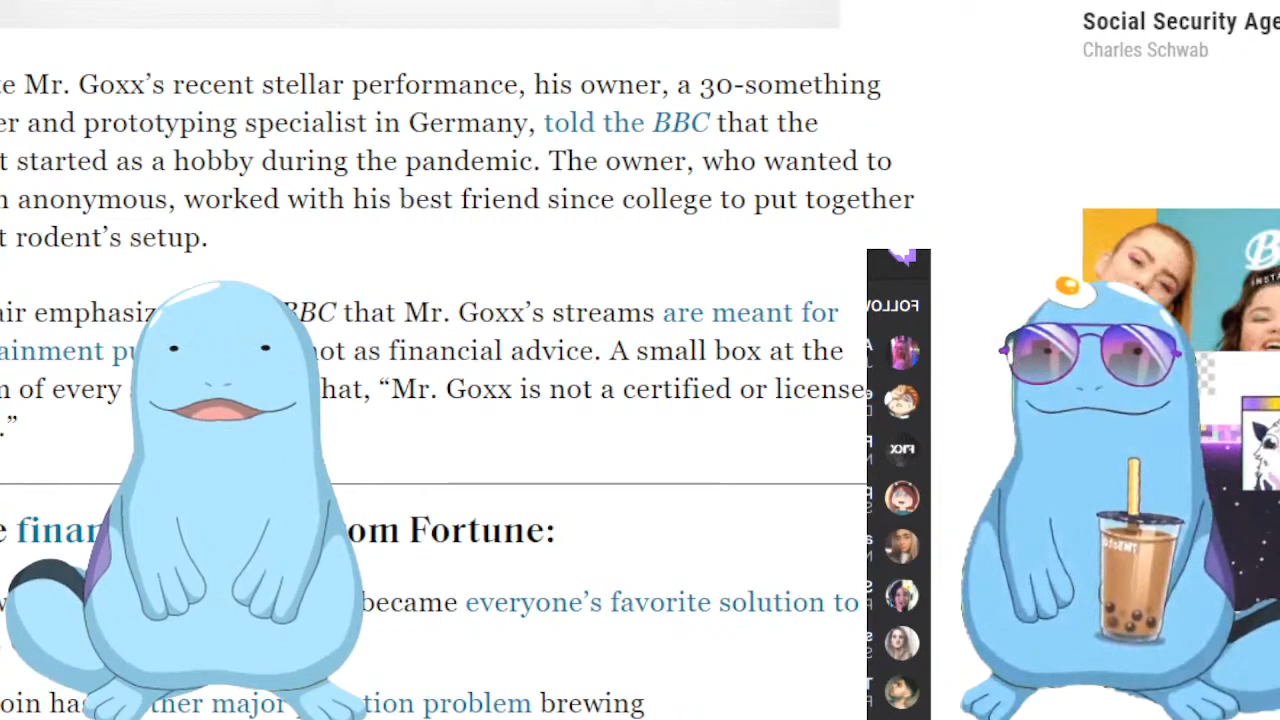 Social Security Age
Charles Schwab
e Mr. Goxx’s recent stellar performance, his owner, a 30-something
er and prototyping specialist in Germany, told the BBC that the
t started as a hobby during the pandemic. The owner, who wanted to
n anonymous, worked with his best friend since college to put together
t rodent’s setup.
air emphasiz BBC that Mr. Goxx’s streams are meant for
ainment pu not as financial advice. A small box at the
m of every hat, “Mr. Goxx is not a certified or license
.”
e finan om Fortune:
became everyone’s favorite solution to
oin has ther major tion problem brewing
FOLLO